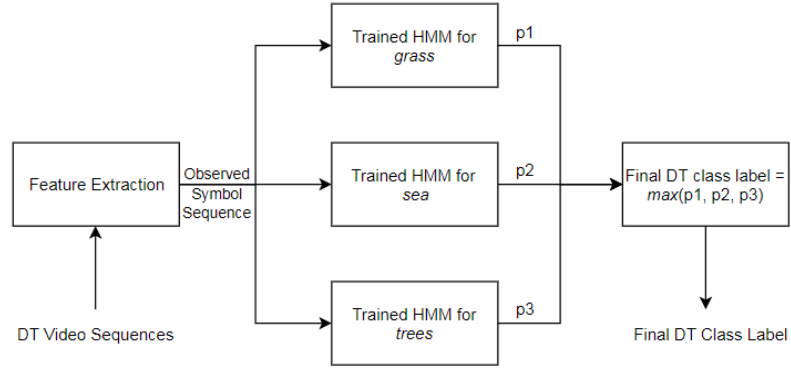 Trained HMM for
grass
p1
Feature Extraction
Observed
Symbol
Sequence
Trained HMM for
sea
p2
Final DT class label =
max(p1, p2, p3)
Trained HMM for
trees
p3
DT Video Sequences
Final DT Class Label